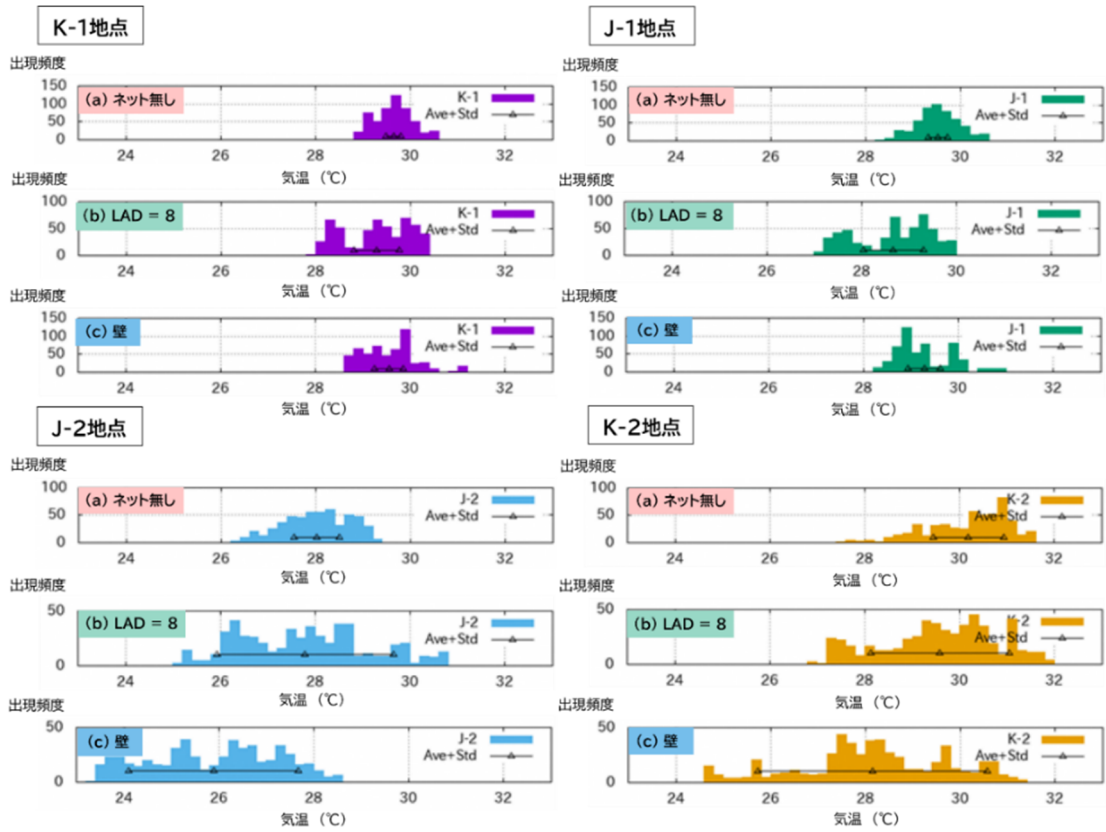 K-1地点
出現頻度
150
100
50
0
(a) ネット無し
K-1
Ave+Std
24 26 28 30 32
気温（℃）
出現頻度
100
50
0
(b) LAD = 8
K-1
Ave+Std
24 26 28 30 32
気温（℃）
出現頻度
150
100
50
0
(c) 壁
K-1
Ave+Std
24 26 28 30 32
気温（℃）
J-1地点
出現頻度
150
100
50
0
(a) ネット無し
J-1
Ave+Std
24 26 28 30 32
気温（℃）
出現頻度
100
50
0
(b) LAD = 8
J-1
Ave+Std
24 26 28 30 32
気温（℃）
出現頻度
150
100
50
0
(c) 壁
J-1
Ave+Std
24 26 28 30 32
気温（℃）
J-2地点
出現頻度
100
50
0
(a) ネット無し
J-2
Ave+Std
24 26 28 30 32
気温（℃）
出現頻度
50
0
(b) LAD = 8
J-2
Ave+Std
24 26 28 30 32
気温（℃）
出現頻度
50
0
(c) 壁
J-2
Ave+Std
24 26 28 30 32
気温（℃）
K-2地点
出現頻度
100
50
0
(a) ネット無し
K-2
Ave+Std
24 26 28 30 32
気温（℃）
出現頻度
50
0
(b) LAD = 8
K-2
Ave+Std
24 26 28 30 32
気温（℃）
出現頻度
50
0
(c) 壁
K-2
Ave+Std
24 26 28 30 32
気温（℃）